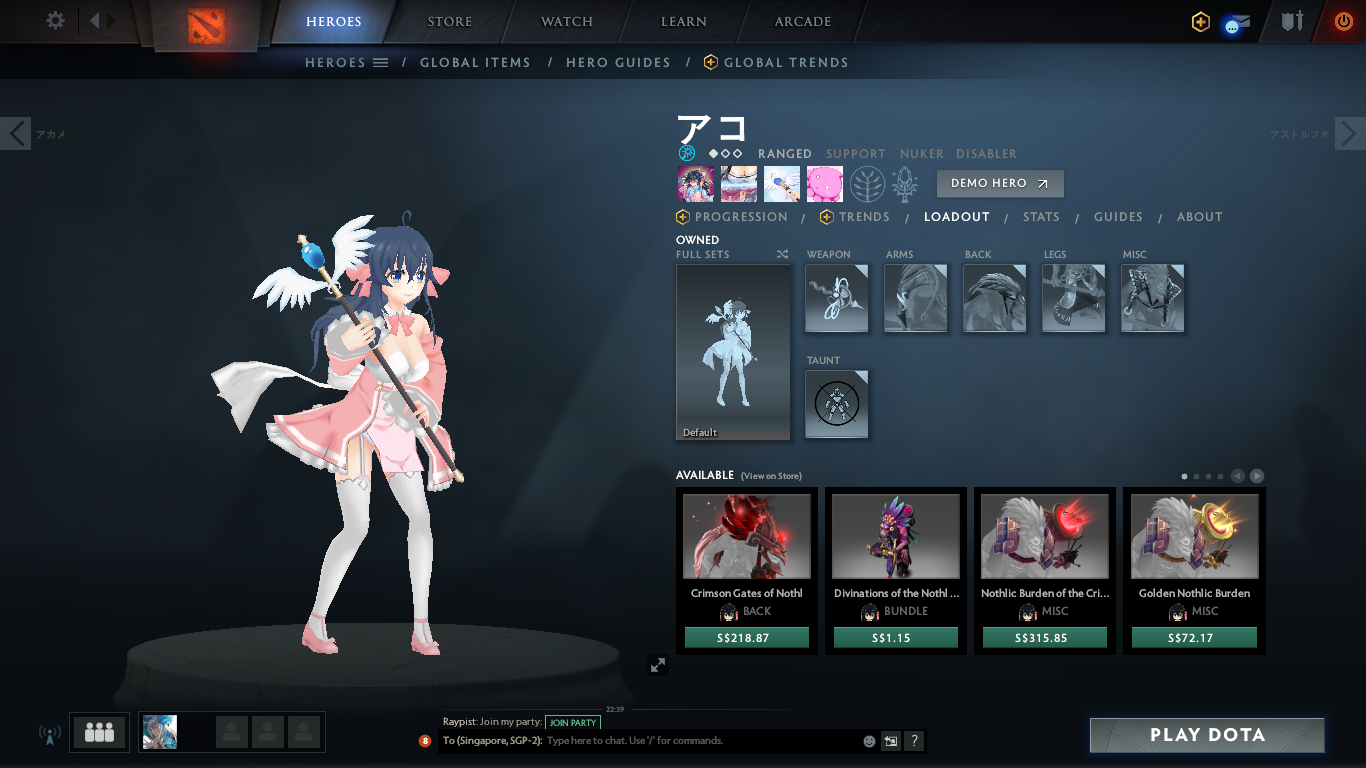 HEROES STORE WATCH LEARN ARCADE
HEROES / GLOBAL ITEMS / HERO GUIDES / GLOBAL TRENDS
アカメ
アストルフォ
アコ
RANGED SUPPORT NUKER DISABLER
DEMO HERO
PROGRESSION / TRENDS / LOADOUT / STATS / GUIDES / ABOUT
OWNED
FULL SETS WEAPON ARMS BACK LEGS MISC
TAUNT
Default
AVAILABLE (View on Store)
Crimson Gates of Nothl
BACK
S$218.87
Divinations of the Nothl ...
BUNDLE
S$1.15
Nothlic Burden of the Cri...
MISC
S$315.85
Golden Nothlic Burden
MISC
S$72.17
22:39
Raypist: Join my party: JOIN PARTY
8 To (Singapore, SGP-2): Type here to chat. Use '/' for commands. ?
PLAY DOTA